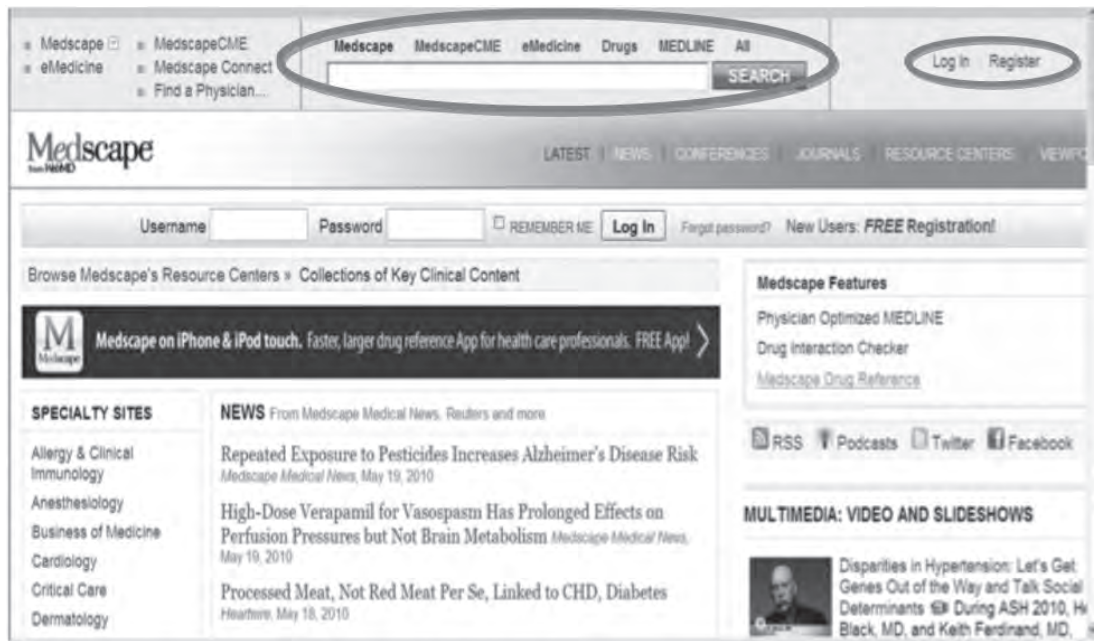 Medscape
eMedicine
MedscapeCME
Medscape Connect
Find a Physician...
Medscape MedscapeCME eMedicine Drugs MEDLINE All
SEARCH
Log In Register
Medscape
from WebMD
LATEST | NEWS | CONFERENCES | JOURNALS | RESOURCE CENTERS | VIEWPO
Username Password REMEMBER ME Log In Forgot password? New Users: FREE Registration!
Browse Medscape's Resource Centers » Collections of Key Clinical Content
M
Medscape
Medscape on iPhone & iPod touch. Faster, larger drug reference App for health care professionals. FREE App!
Medscape Features
Physician Optimized MEDLINE
Drug Interaction Checker
Medscape Drug Reference
SPECIALTY SITES
Allergy & Clinical
Immunology
Anesthesiology
Business of Medicine
Cardiology
Critical Care
Dermatology
NEWS From Medscape Medical News, Reuters and more
Repeated Exposure to Pesticides Increases Alzheimer's Disease Risk
Medscape Medical News, May 19, 2010
High-Dose Verapamil for Vasospasm Has Prolonged Effects on
Perfusion Pressures but Not Brain Metabolism Medscape Medical News,
May 19, 2010
Processed Meat, Not Red Meat Per Se, Linked to CHD, Diabetes
Heartwire, May 18, 2010
RSS Podcasts Twitter Facebook
MULTIMEDIA: VIDEO AND SLIDESHOWS
Disparities in Hypertension: Let's Get
Genes Out of the Way and Talk Social
Determinants During ASH 2010, He
Black, MD, and Keith Ferdinand, MD,